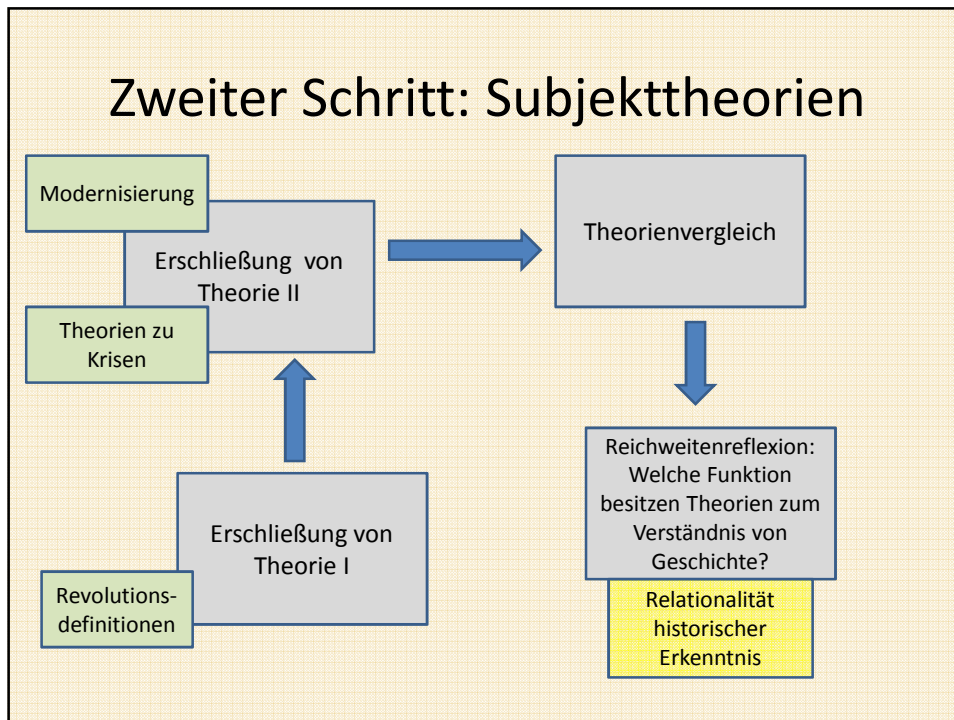 Zweiter Schritt: Subjekttheorien
Modernisierung
Erschließung von
Theorie II
Theorien zu
Krisen
Theorienvergleich
Erschließung von
Theorie I
Revolutions-
definitionen
Reichweitenreflexion:
Welche Funktion
besitzen Theorien zum
Verständnis von
Geschichte?
Relationalität
historischer
Erkenntnis